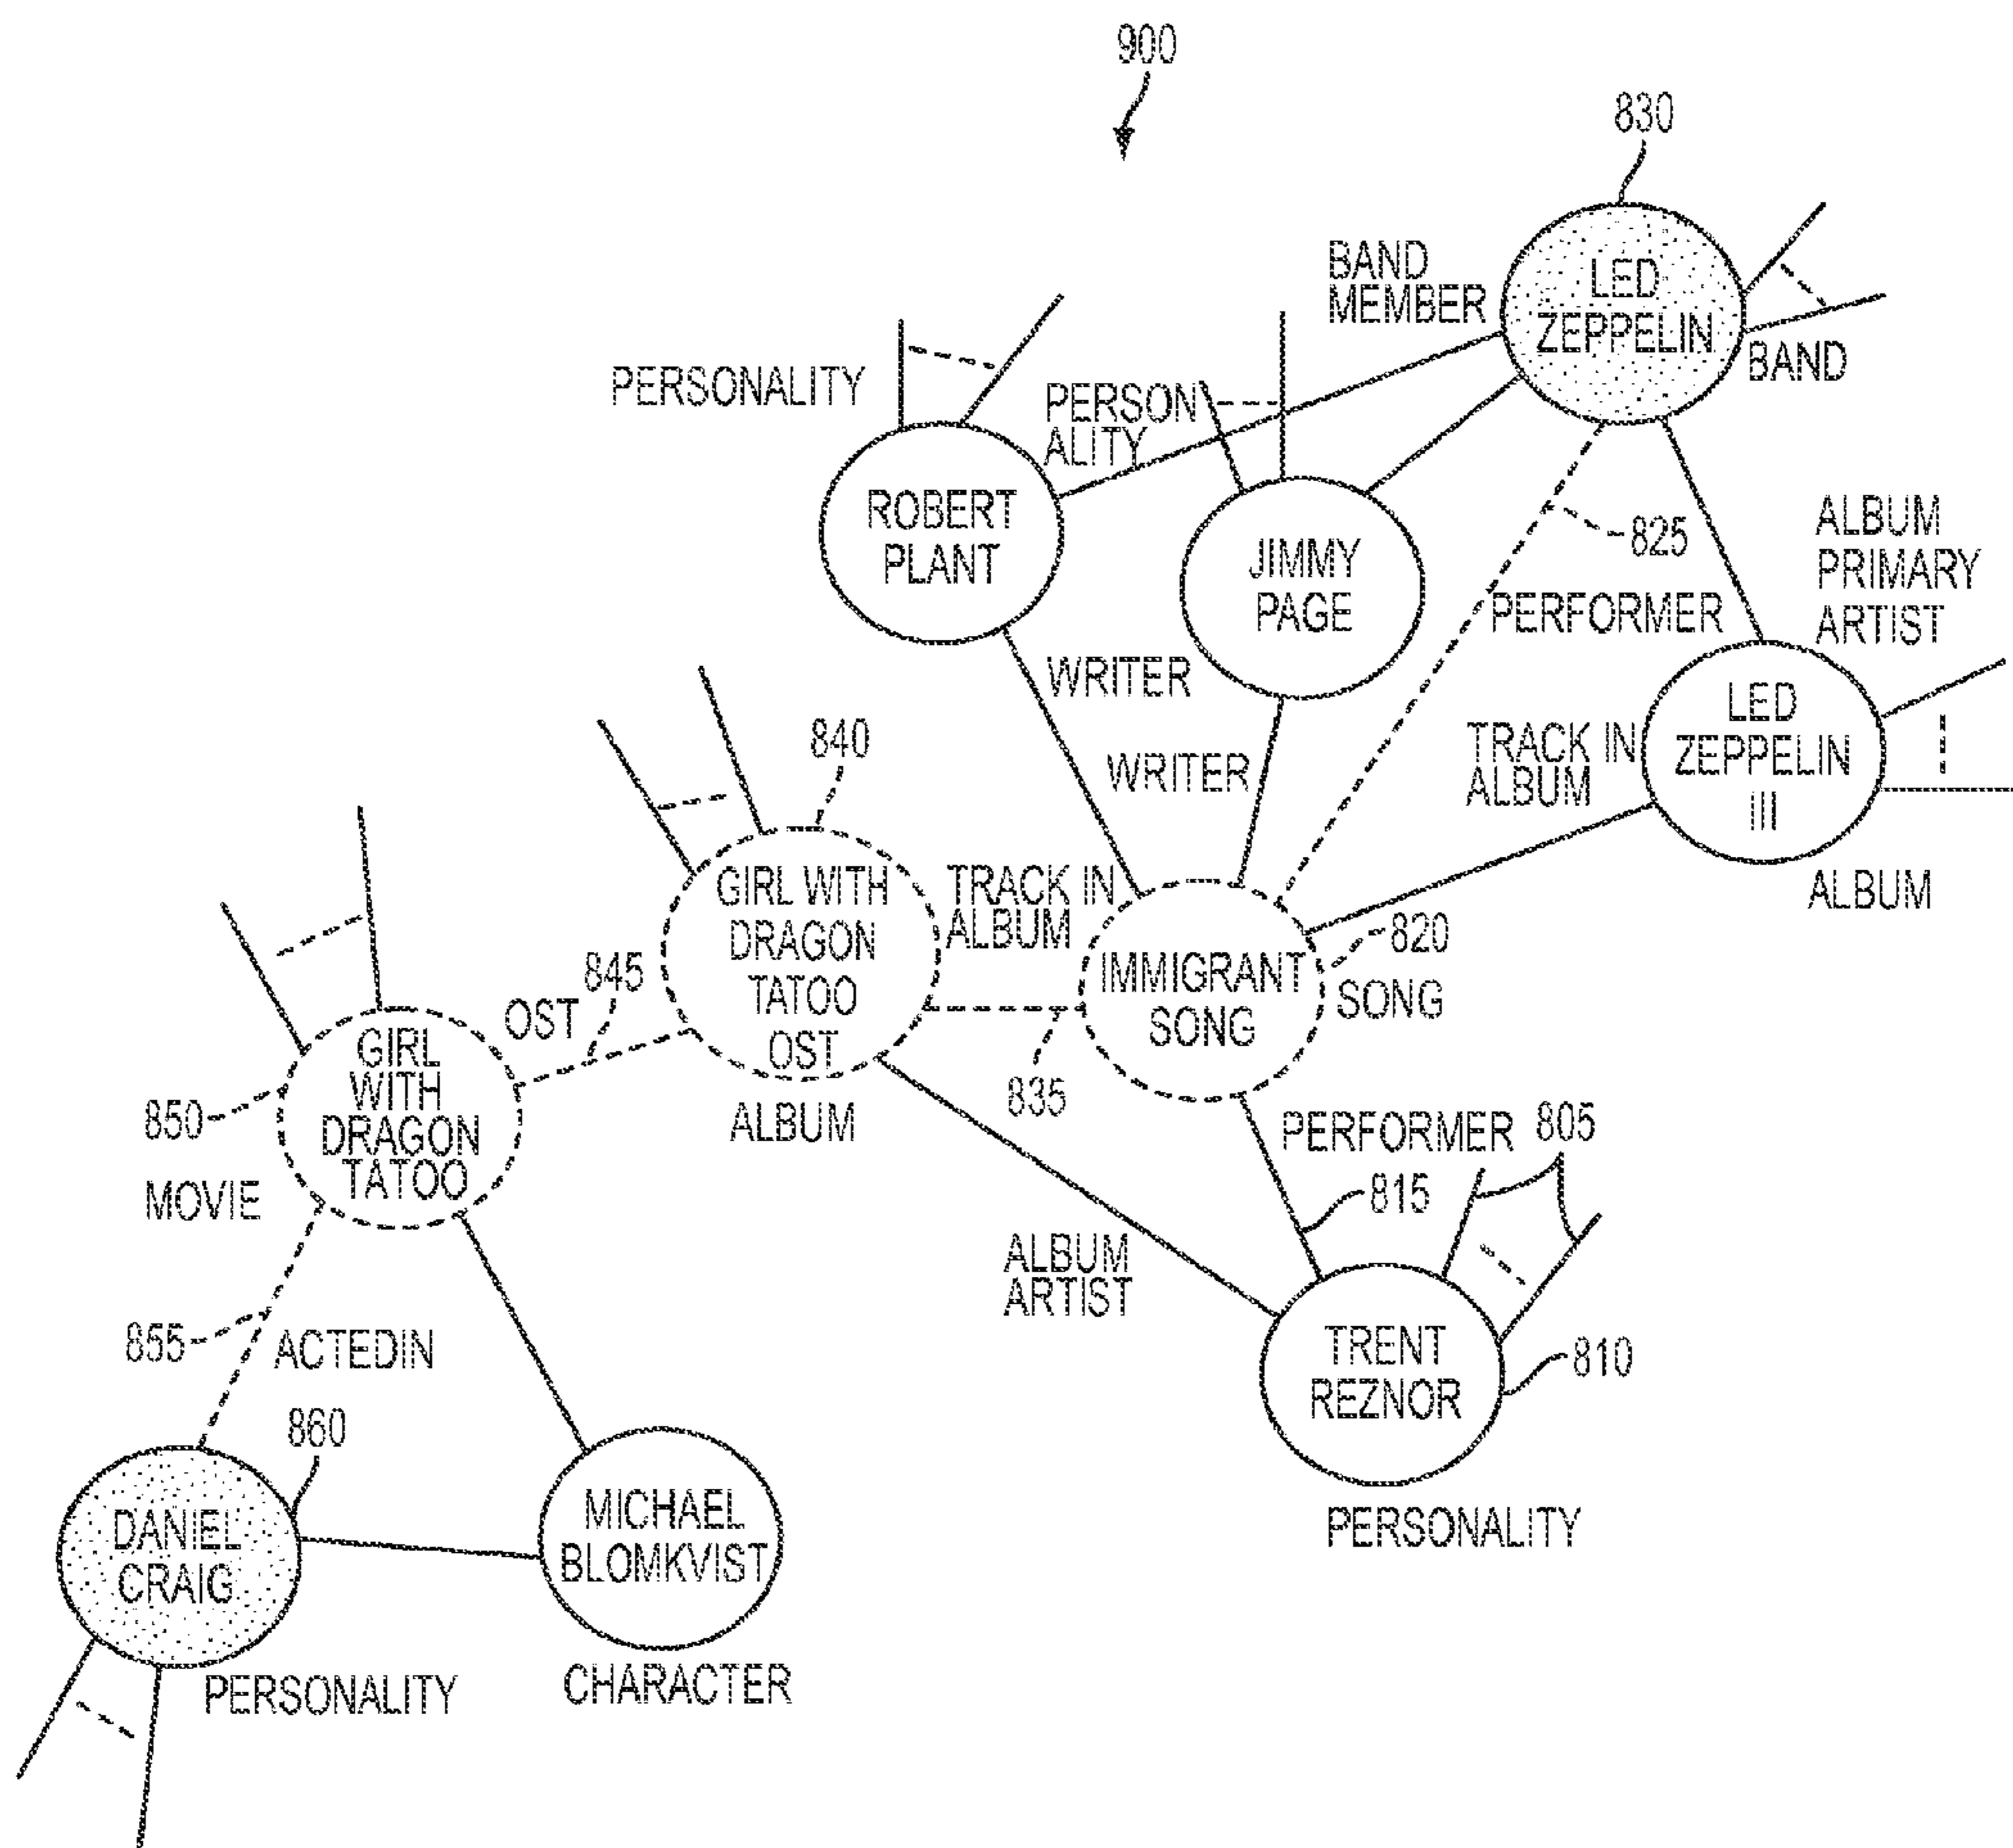 900
830
BAND
MEMBER
LED
ZEPPELIN
BAND
PERSONALITY
PERSON
ALITY
ROBERT
PLANT
JIMMY
PAGE
825
ALBUM
PRIMARY
ARTIST
PERFORMER
WRITER
WRITER
TRACK IN
ALBUM
LED
ZEPPELIN
III
ALBUM
840
GIRL WITH
DRAGON
TATOO
OST
ALBUM
TRACK IN
ALBUM
835
IMMIGRANT
SONG
820
SONG
OST
845
GIRL
WITH
DRAGON
TATOO
850
MOVIE
PERFORMER
805
815
ALBUM
ARTIST
TRENT
REZNOR
810
PERSONALITY
855
ACTEDIN
860
DANIEL
CRAIG
PERSONALITY
MICHAEL
BLOMKVIST
CHARACTER